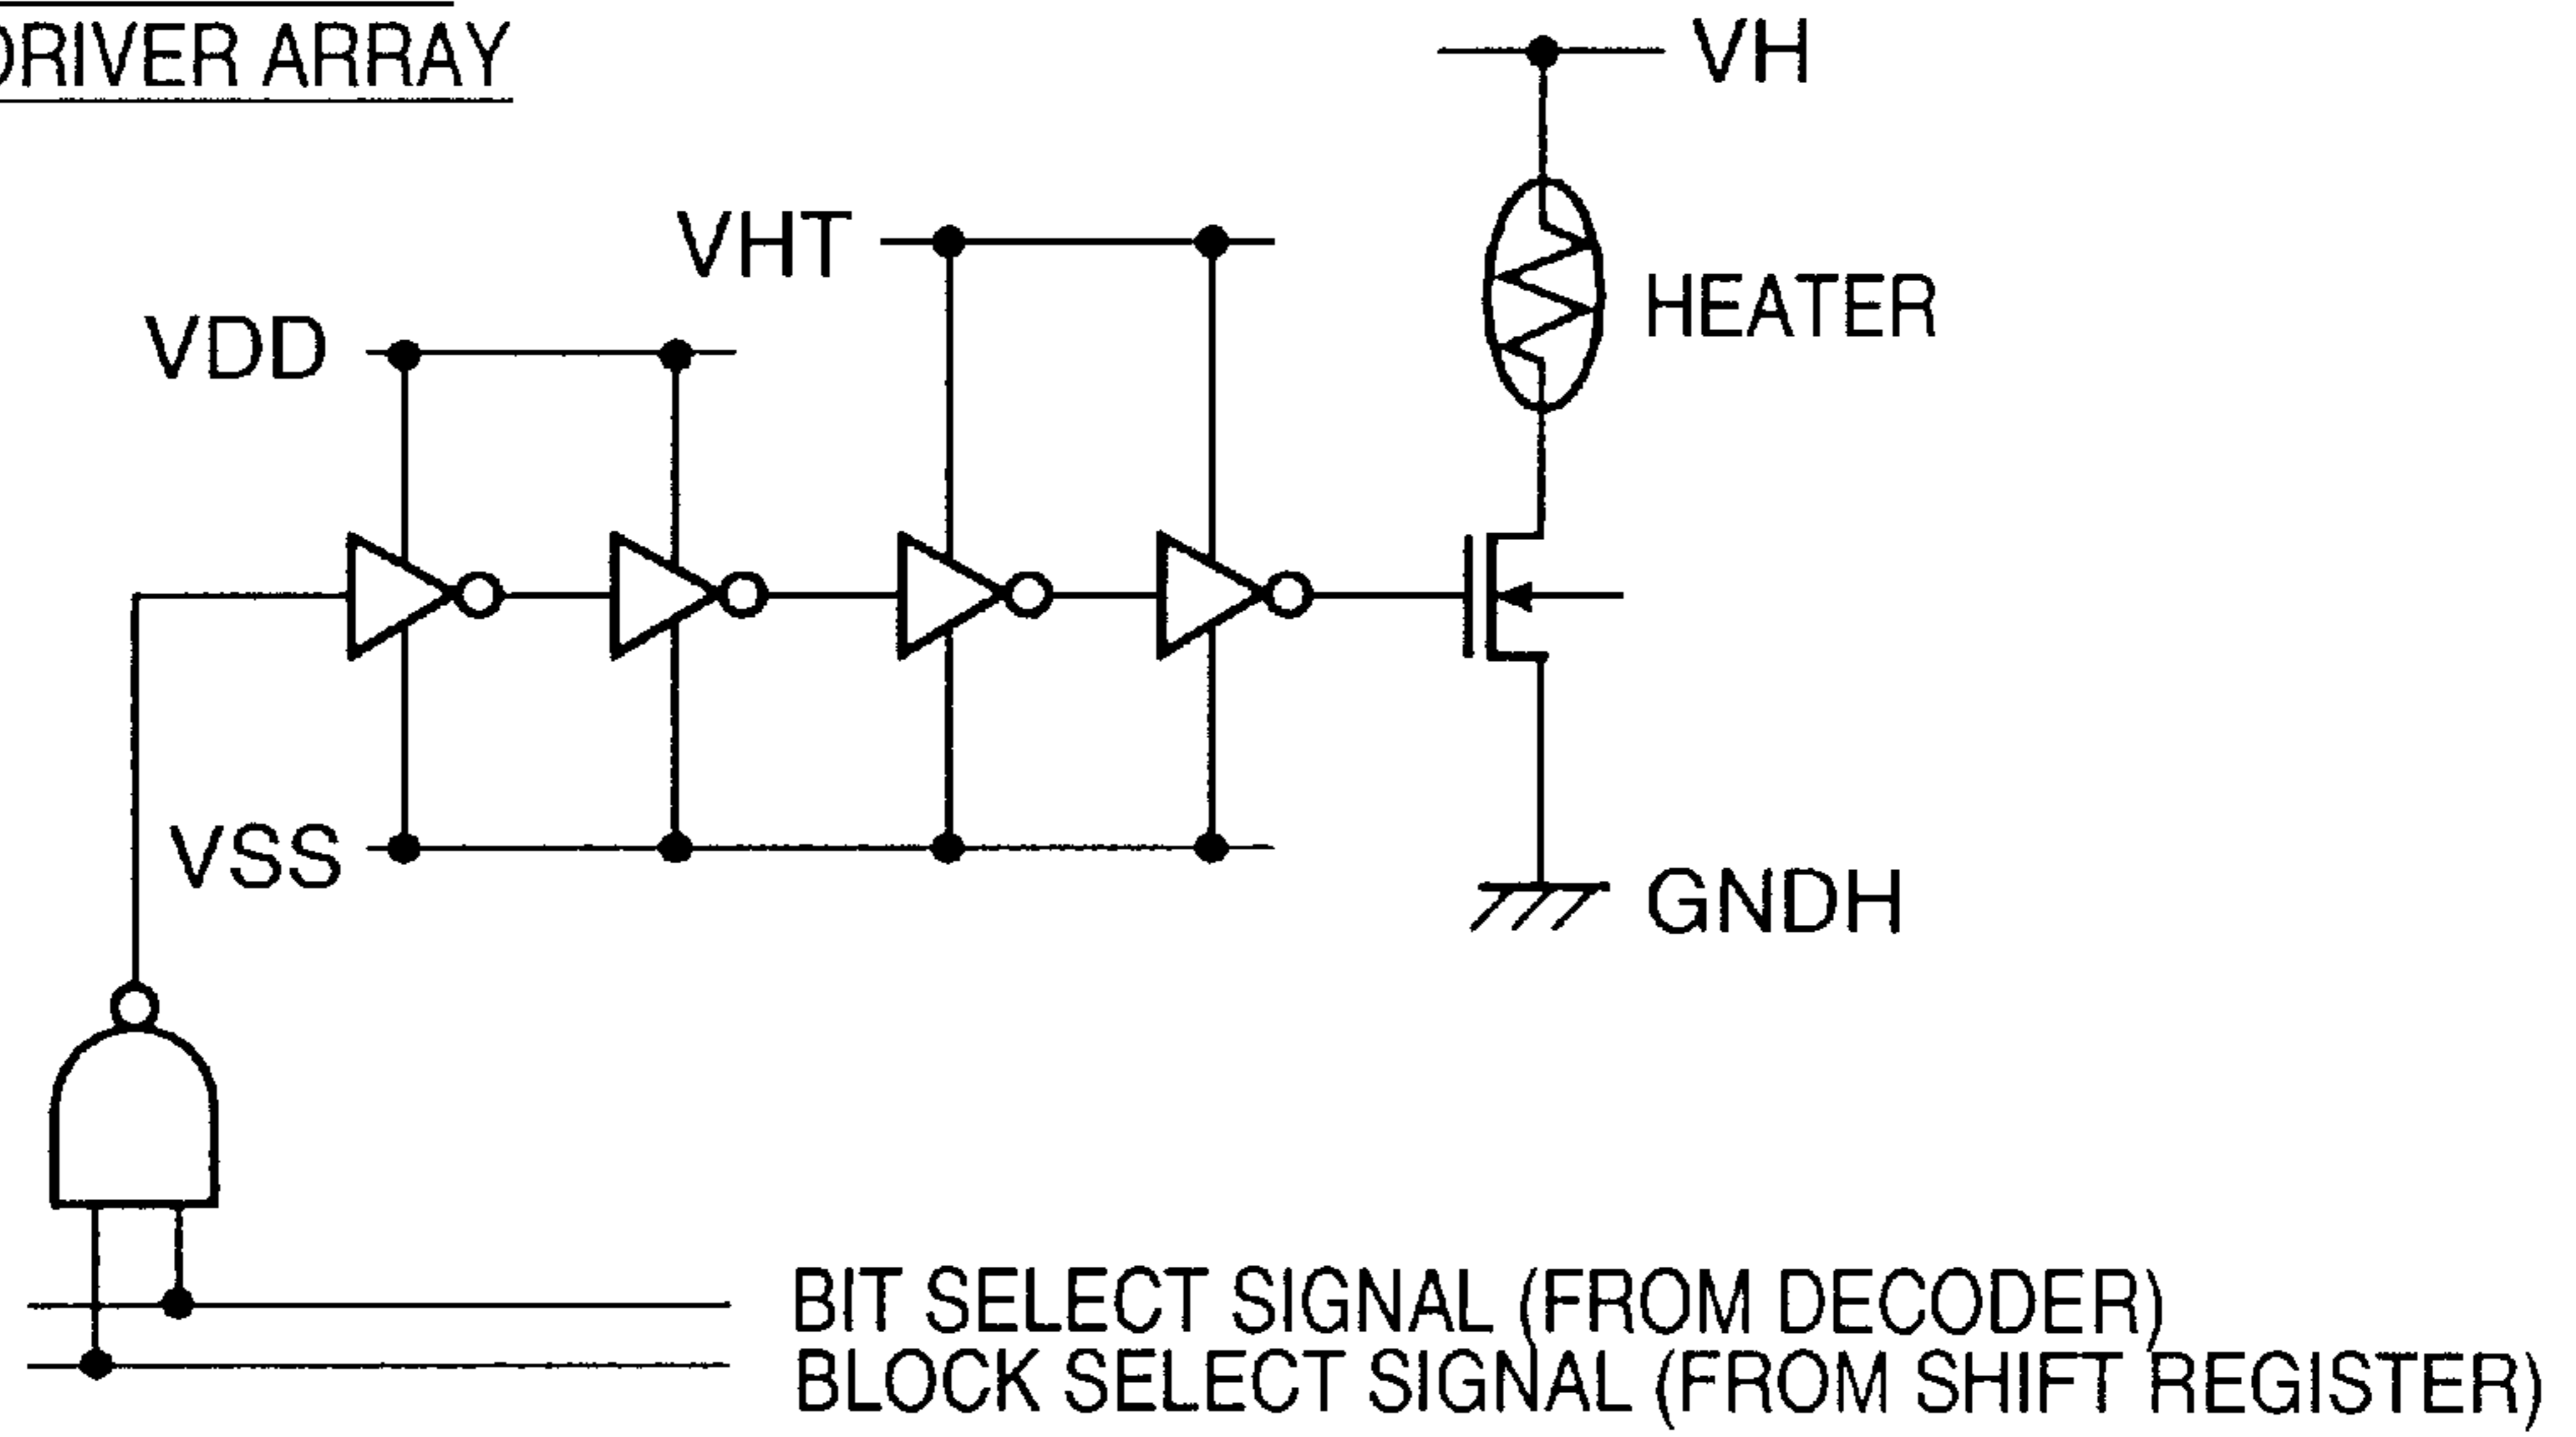 DRIVER ARRAY
VH
VHT
HEATER
VDD
VSS
GNDH
BIT SELECT SIGNAL (FROM DECODER)
BLOCK SELECT SIGNAL (FROM SHIFT REGISTER)